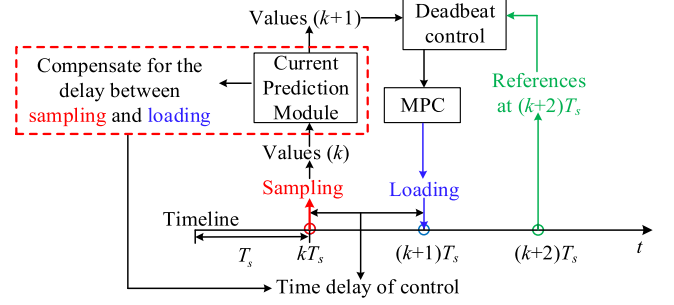 Values (k+1)
Deadbeat
control
Compensate for the
delay between
sampling and loading
Current
Prediction
Module
MPC
References
at (k+2)Ts
Values (k)
Sampling
Loading
Timeline
Ts
kTs
(k+1)Ts
(k+2)Ts
t
Time delay of control